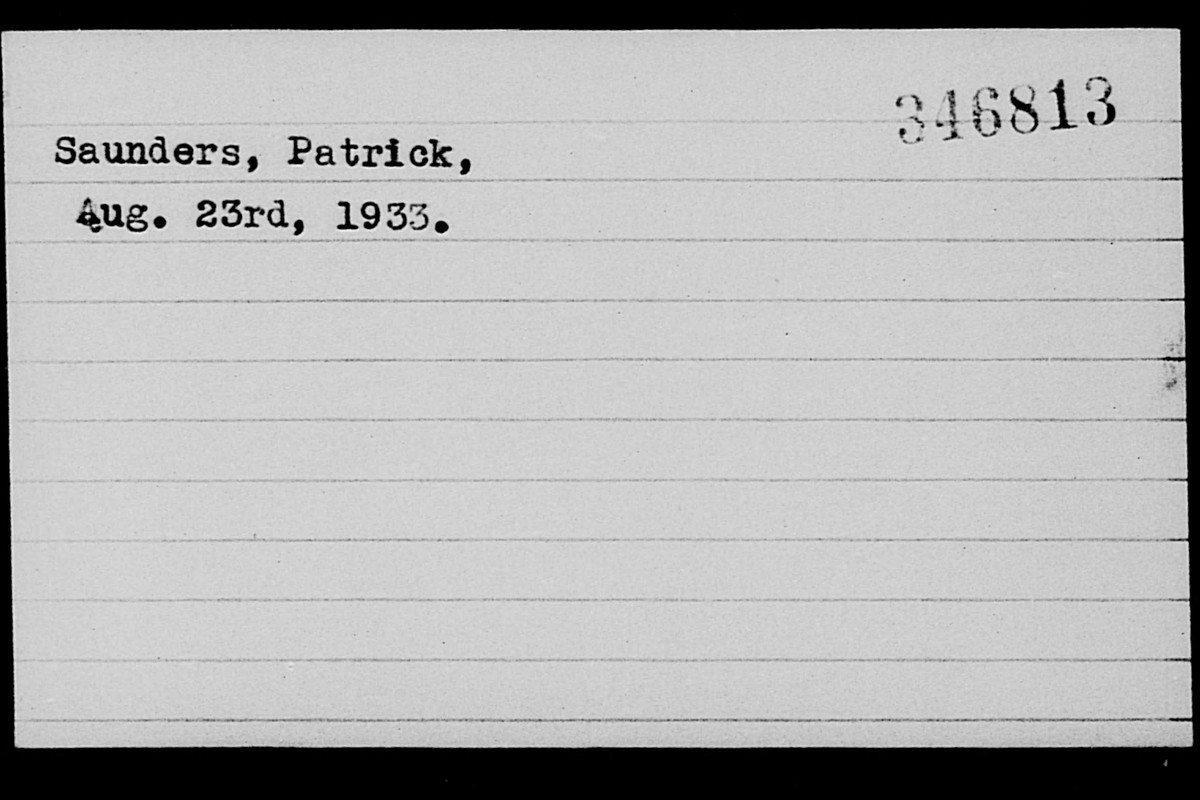 346813
Saunders, Patrick,
Aug. 23rd, 1933.